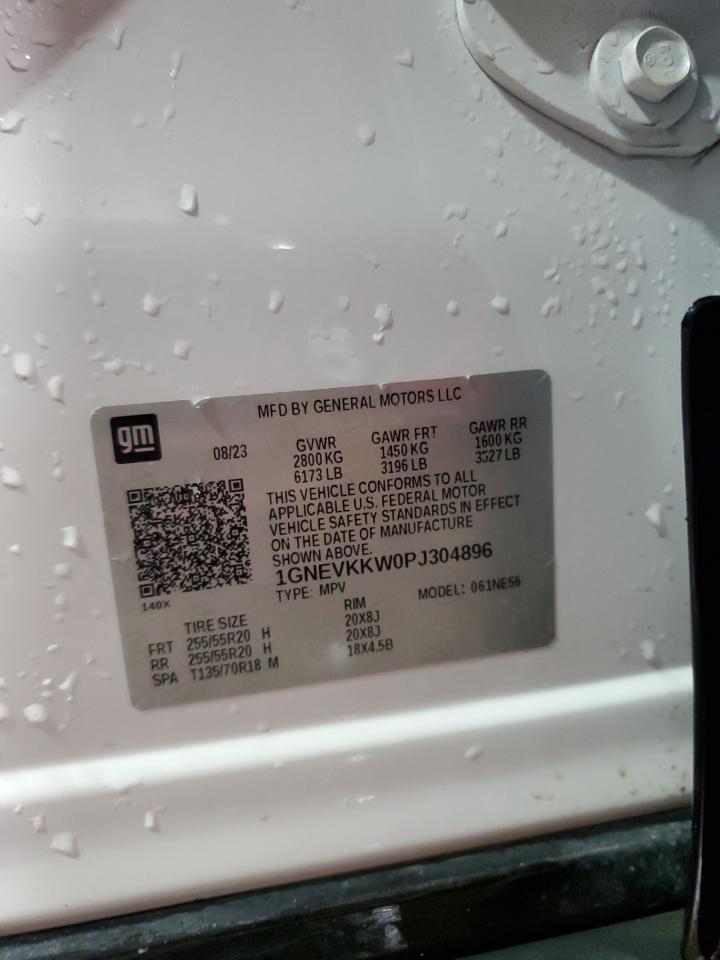 MFD BY GENERAL MOTORS LLC
gm
08/23
GVWR GAWR FRT GAWR RR
2800 KG 1450 KG 1600 KG
6173 LB 3196 LB 3527 LB
THIS VEHICLE CONFORMS TO ALL
APPLICABLE U.S. FEDERAL MOTOR
VEHICLE SAFETY STANDARDS IN EFFECT
ON THE DATE OF MANUFACTURE
SHOWN ABOVE.
1GNEVKKW0PJ304896
TYPE: MPV MODEL: 061NE56
140X
TIRE SIZE RIM
FRT 255/55R20 H 20X8J
RR 255/55R20 H 20X8J
SPA T135/70R18 M 18X4.5B